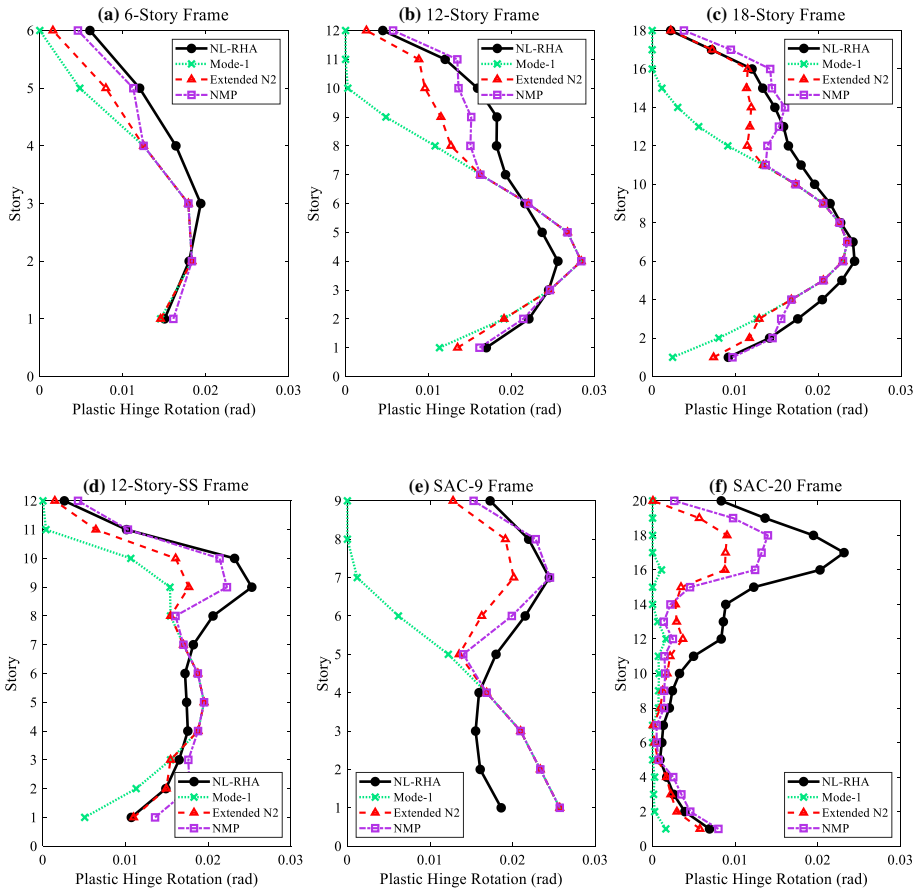 (a) 6-Story Frame
6
5
4
3
2
1
0
Story
0
0.01
0.02
0.03
Plastic Hinge Rotation (rad)
NL-RHA
Mode-1
Extended N2
NMP
(b) 12-Story Frame
12
11
10
9
8
7
6
5
4
3
2
1
0
Story
0
0.01
0.02
0.03
Plastic Hinge Rotation (rad)
NL-RHA
Mode-1
Extended N2
NMP
(c) 18-Story Frame
18
16
14
12
10
8
6
4
2
0
Story
0
0.01
0.02
0.03
Plastic Hinge Rotation (rad)
NL-RHA
Mode-1
Extended N2
NMP
(d) 12-Story-SS Frame
12
11
10
9
8
7
6
5
4
3
2
1
0
Story
0
0.01
0.02
0.03
Plastic Hinge Rotation (rad)
NL-RHA
Mode-1
Extended N2
NMP
(e) SAC-9 Frame
9
8
7
6
5
4
3
2
1
0
Story
0
0.01
0.02
0.03
Plastic Hinge Rotation (rad)
NL-RHA
Mode-1
Extended N2
NMP
(f) SAC-20 Frame
20
18
16
14
12
10
8
6
4
2
0
Story
0
0.01
0.02
0.03
Plastic Hinge Rotation (rad)
NL-RHA
Mode-1
Extended N2
NMP